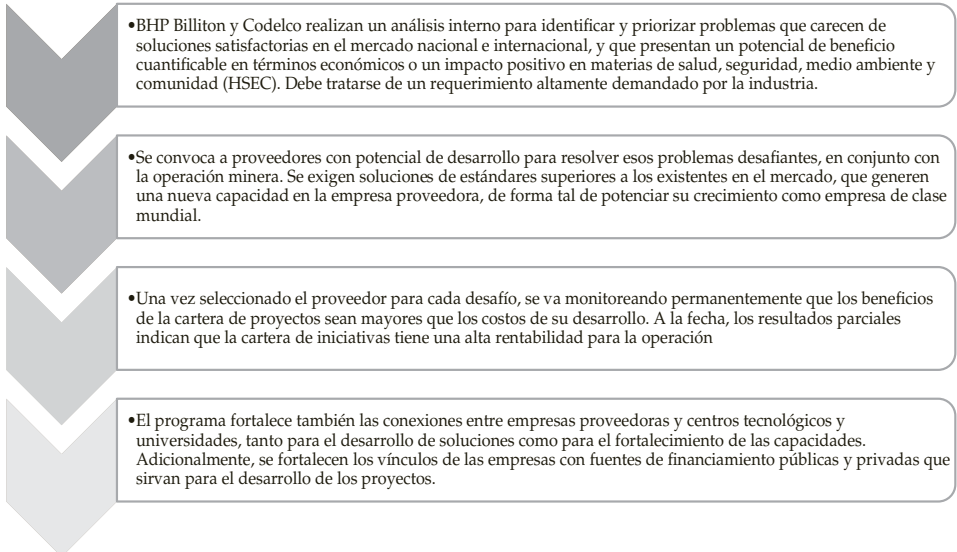 •BHP Billiton y Codelco realizan un análisis interno para identificar y priorizar problemas que carecen de
soluciones satisfactorias en el mercado nacional e internacional, y que presentan un potencial de beneficio
cuantificable en términos económicos o un impacto positivo en materias de salud, seguridad, medio ambiente y
comunidad (HSEC). Debe tratarse de un requerimiento altamente demandado por la industria.
•Se convoca a proveedores con potencial de desarrollo para resolver esos problemas desafiantes, en conjunto con
la operación minera. Se exigen soluciones de estándares superiores a los existentes en el mercado, que generen
una nueva capacidad en la empresa proveedora, de forma tal de potenciar su crecimiento como empresa de clase
mundial.
•Una vez seleccionado el proveedor para cada desafío, se va monitoreando permanentemente que los beneficios
de la cartera de proyectos sean mayores que los costos de su desarrollo. A la fecha, los resultados parciales
indican que la cartera de iniciativas tiene una alta rentabilidad para la operación
•El programa fortalece también las conexiones entre empresas proveedoras y centros tecnológicos y
universidades, tanto para el desarrollo de soluciones como para el fortalecimiento de las capacidades.
Adicionalmente, se fortalecen los vínculos de las empresas con fuentes de financiamiento públicas y privadas que
sirvan para el desarrollo de los proyectos.